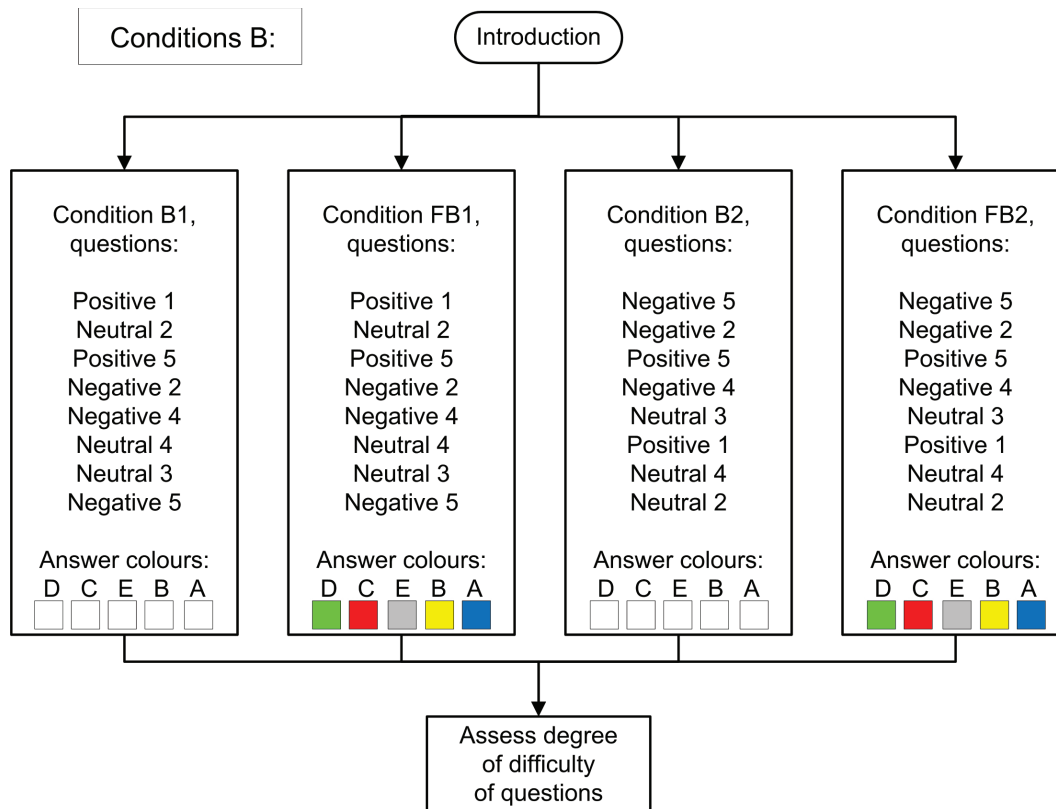 Conditions B:
Introduction
Condition B1,
questions:
Positive 1
Neutral 2
Positive 5
Negative 2
Negative 4
Neutral 4
Neutral 3
Negative 5
Answer colours:
D C E B A
Condition FB1,
questions:
Positive 1
Neutral 2
Positive 5
Negative 2
Negative 4
Neutral 4
Neutral 3
Negative 5
Answer colours:
D C E B A
Condition B2,
questions:
Negative 5
Negative 2
Positive 5
Negative 4
Neutral 3
Positive 1
Neutral 4
Neutral 2
Answer colours:
D C E B A
Condition FB2,
questions:
Negative 5
Negative 2
Positive 5
Negative 4
Neutral 3
Positive 1
Neutral 4
Neutral 2
Answer colours:
D C E B A
Assess degree
of difficulty
of questions